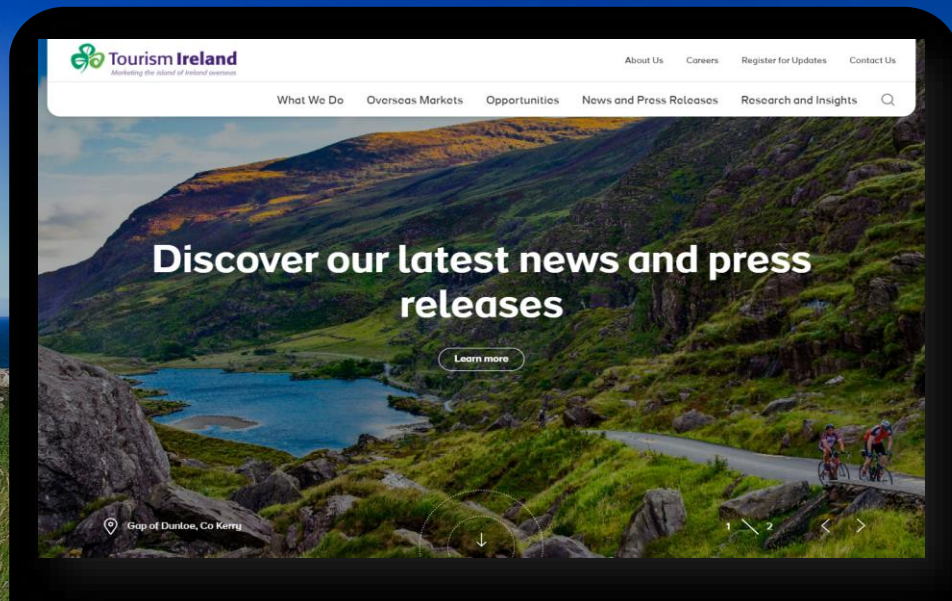 Tourism Ireland
Marketing the island of Ireland overseas
About Us Careers Register for Updates Contact Us
What We Do Overseas Markets Opportunities News and Press Releases Research and Insights
Discover our latest news and press
releases
Learn more
Gap of Dunloe, Co Kerry
1 2